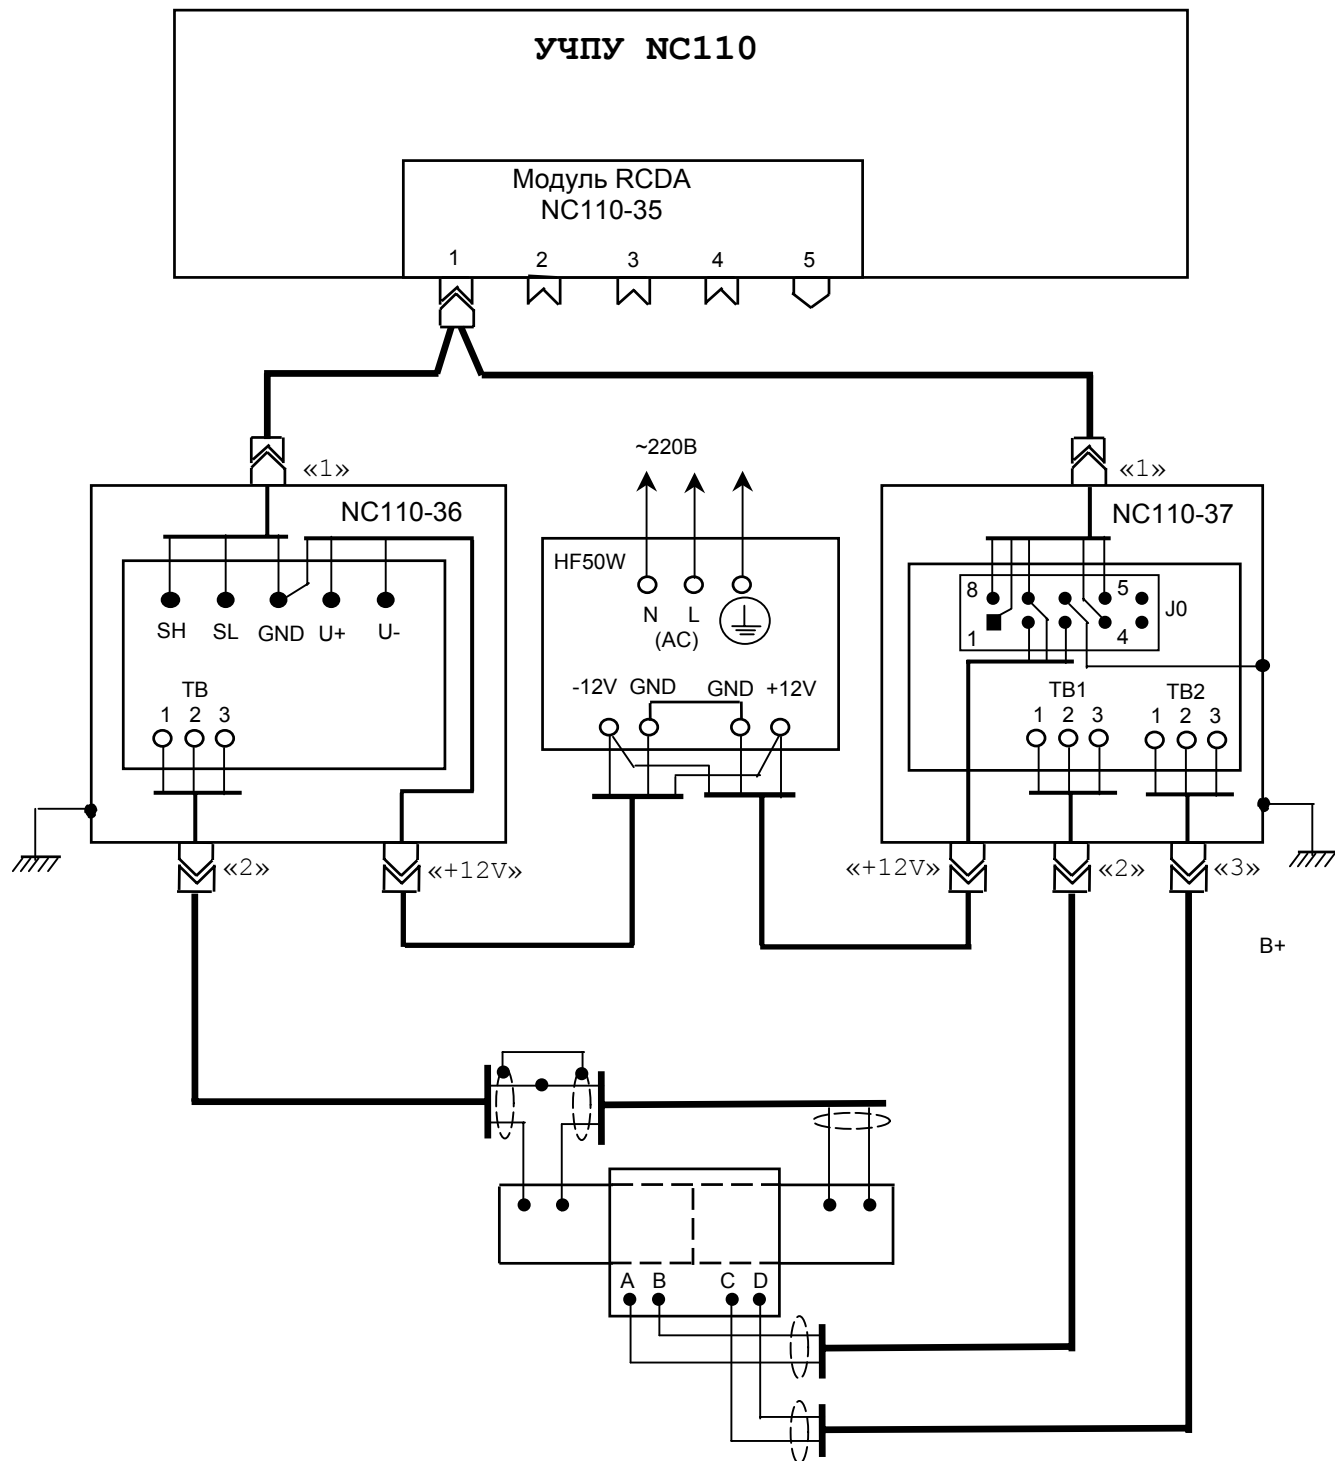 УЧПУ NC110
Модуль RCDA
NC110-35
1 2 3 4 5
~220В
«1» «1»
NC110-36
NC110-37
HF50W
8 5
J0
1 4
SH SL GND U+ U-
N L
(AC)
-12V GND GND +12V
TB
1 2 3
TB1
1 2 3
TB2
1 2 3
«2» «+12V» «+12V» «2» «3»
B+
A B C D